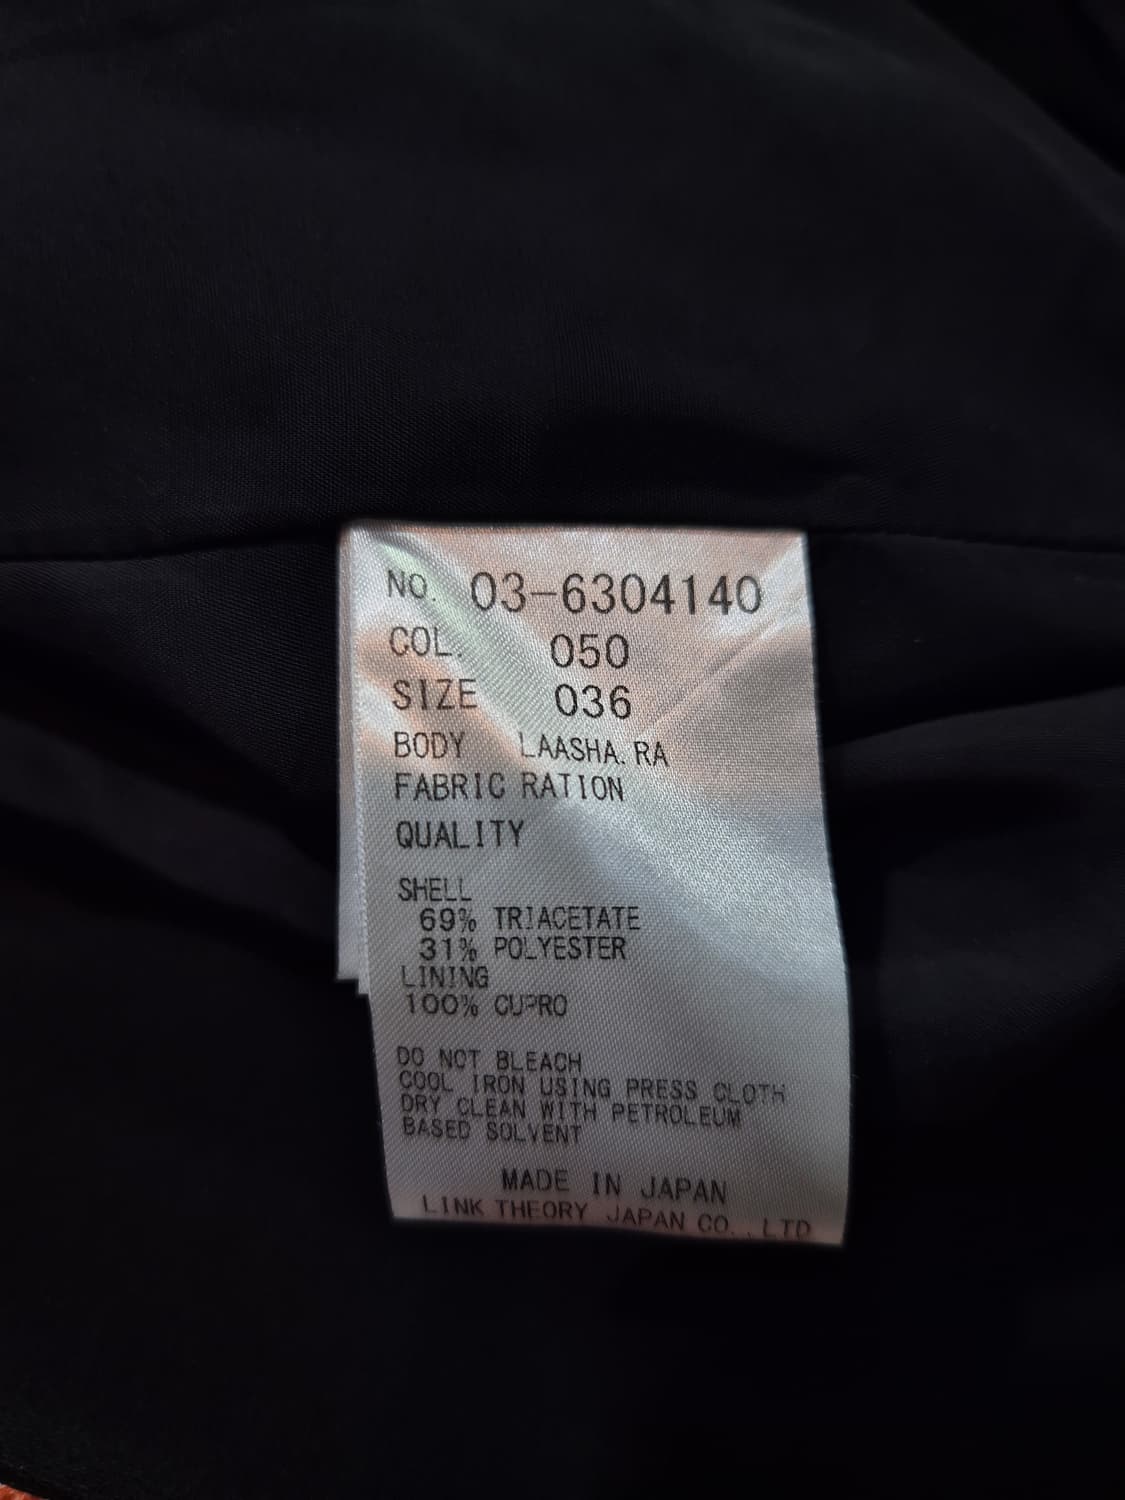 NO. 03-6304140
COL. 050
SIZE 036
BODY LAASHA.RA
FABRIC RATION
QUALITY
SHELL
69% TRIACETATE
31% POLYESTER
LINING
100% CUPRO
DO NOT BLEACH
COOL IRON USING PRESS CLOTH
DRY CLEAN WITH PETROLEUM
BASED SOLVENT
MADE IN JAPAN
LINK THEORY JAPAN CO.,LTD